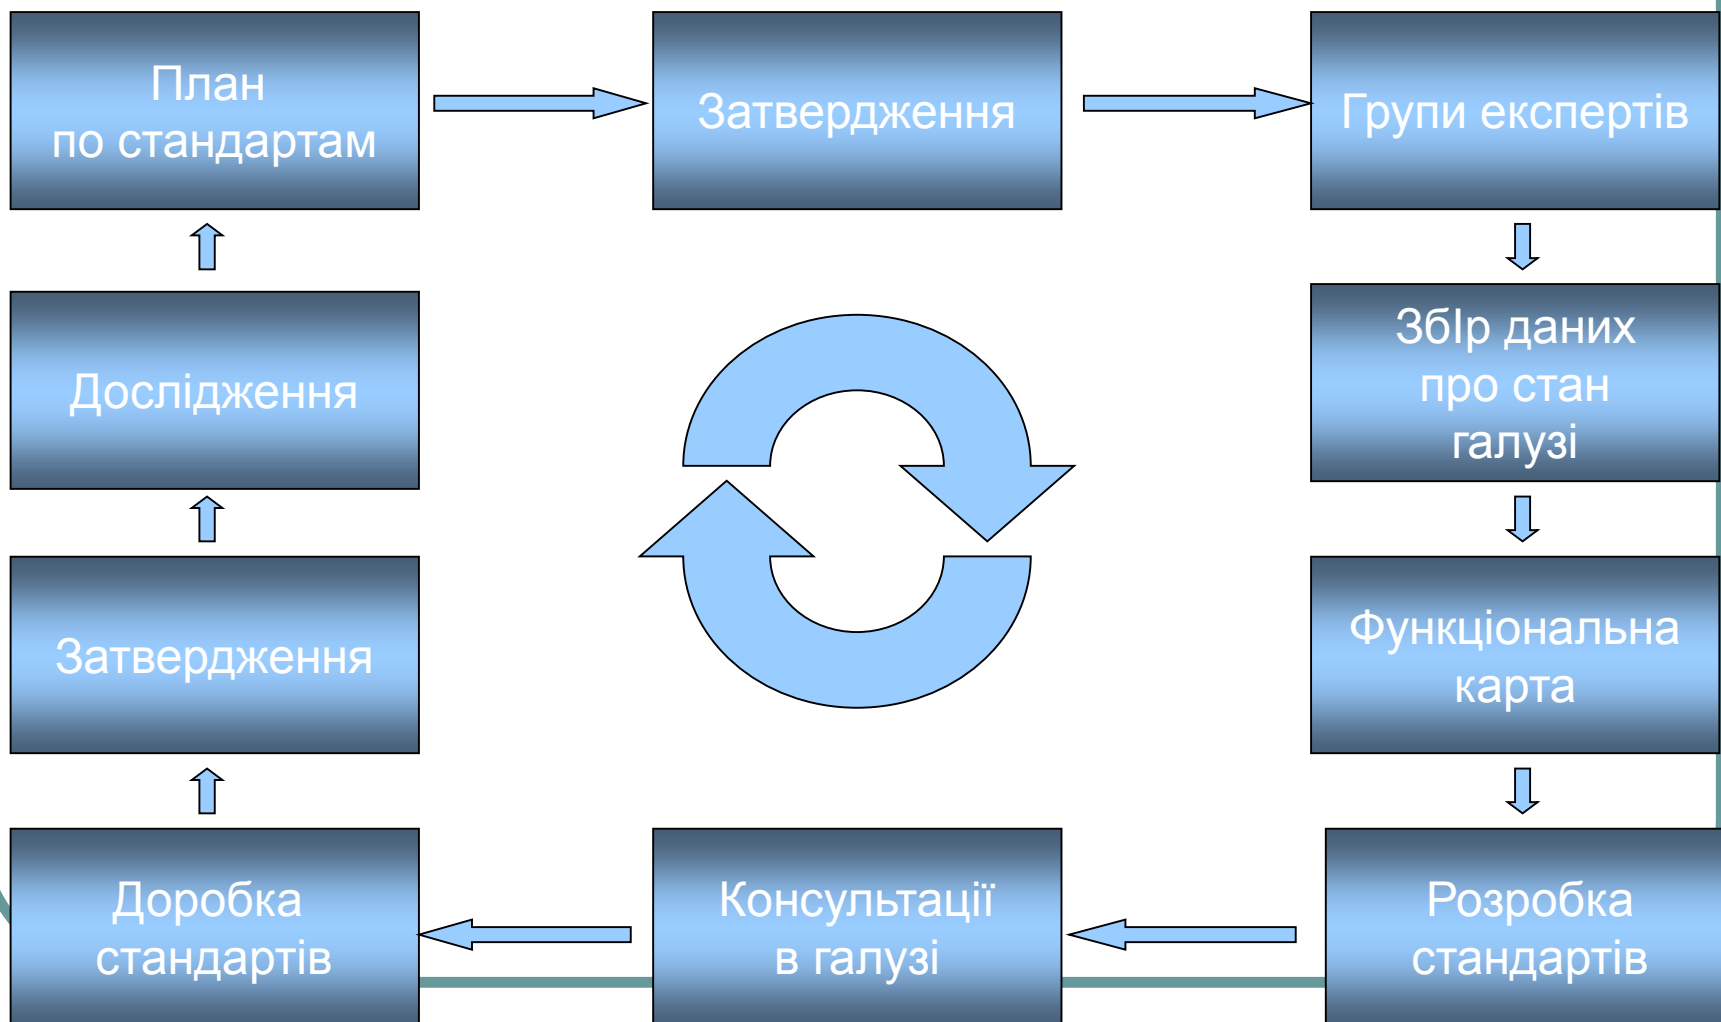 План
по стандартам
Затвердження
Групи експертів
Дослідження
ЗбІр даних
про стан
галузі
Затвердження
Функціональна
карта
Доробка
стандартів
Консультації
в галузі
Розробка
стандартів